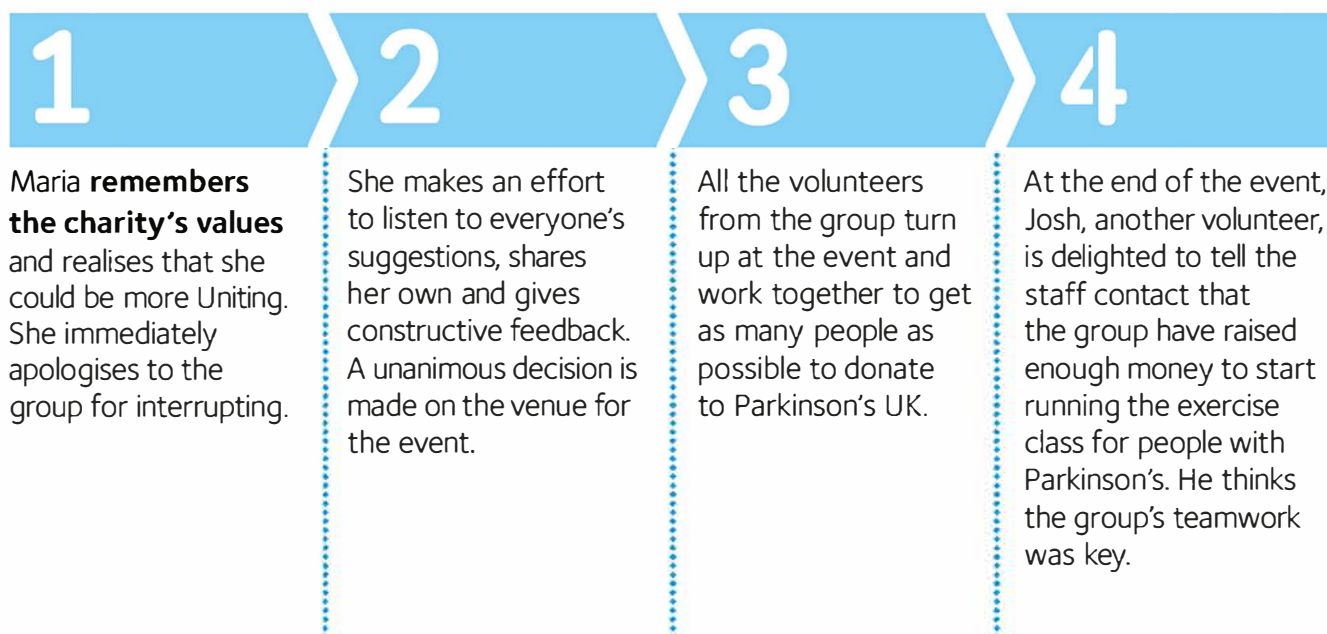 1
Maria remembers
the charity's values
and realises that she
could be more Uniting.
She immediately
apologises to the
group for interrupting.
2
She makes an effort
to listen to everyone's
suggestions, shares
her own and gives
constructive feedback.
A unanimous decision is
made on the venue for
the event.
3
All the volunteers
from the group turn
up at the event and
work together to get
as many people as
possible to donate
to Parkinson's UK.
4
At the end of the event,
Josh, another volunteer,
is delighted to tell the
staff contact that
the group have raised
enough money to start
running the exercise
class for people with
Parkinson's. He thinks
the group's teamwork
was key.